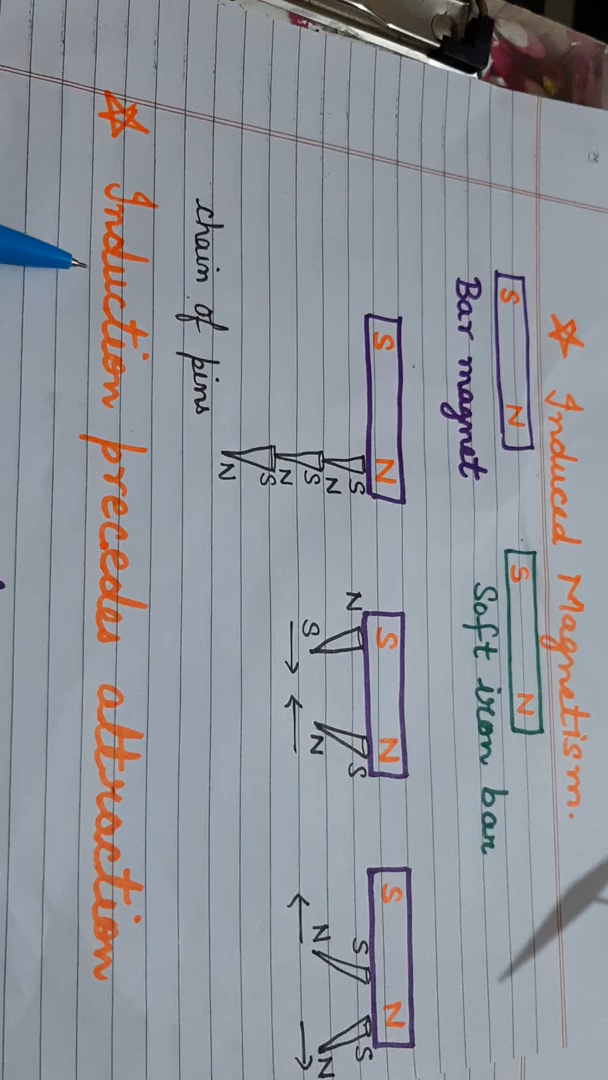 ☆ Induced Magnetism.
S N S N
Bar magnet Soft iron bar
S N S N S N
S N S S S
N
S N S N N N
N
S
N
chain of pins
☆ Induction precedes attraction